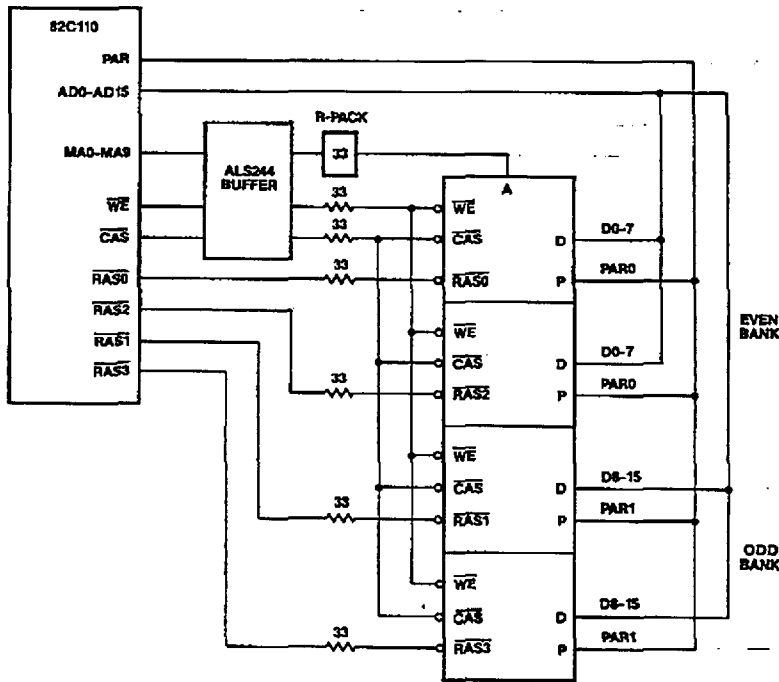 82C110
PAR
AD0-AD15
MA0-MA9
WE
CAS
RAS0
RAS2
RAS1
RAS3
ALS244
BUFFER
R-PACK
33
33
33
33
33
33
33
A
WE
CAS
RAS0
D
P
D0-7
PAR0
WE
CAS
RAS2
D
P
D0-7
PAR0
EVEN
BANK
WE
CAS
RAS1
D
P
D8-15
PAR1
ODD
BANK
WE
CAS
RAS3
D
P
D8-15
PAR1